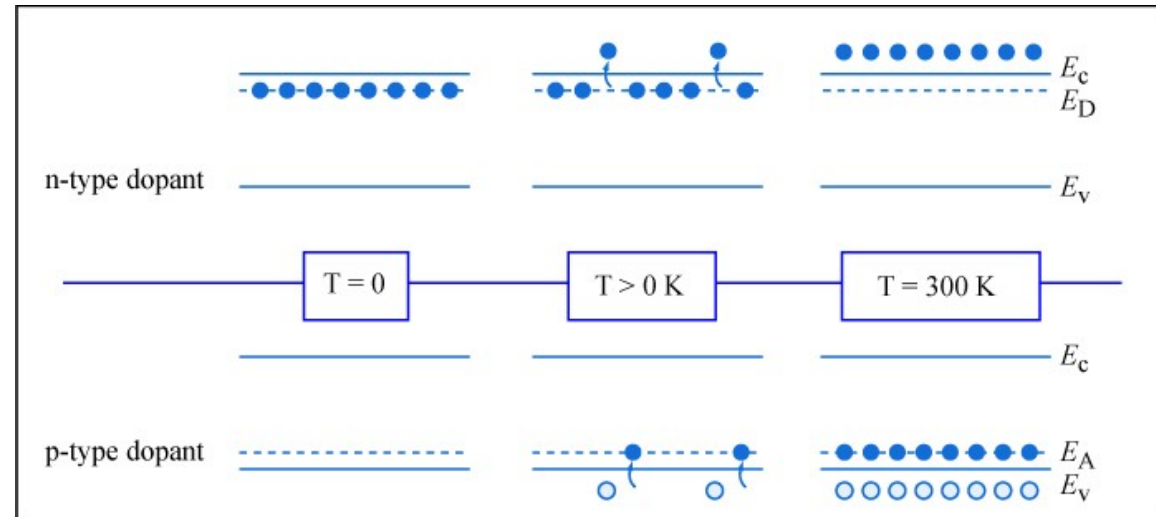 E_c
E_D
n-type dopant
E_v
T = 0
T > 0 K
T = 300 K
E_c
p-type dopant
E_A
E_v